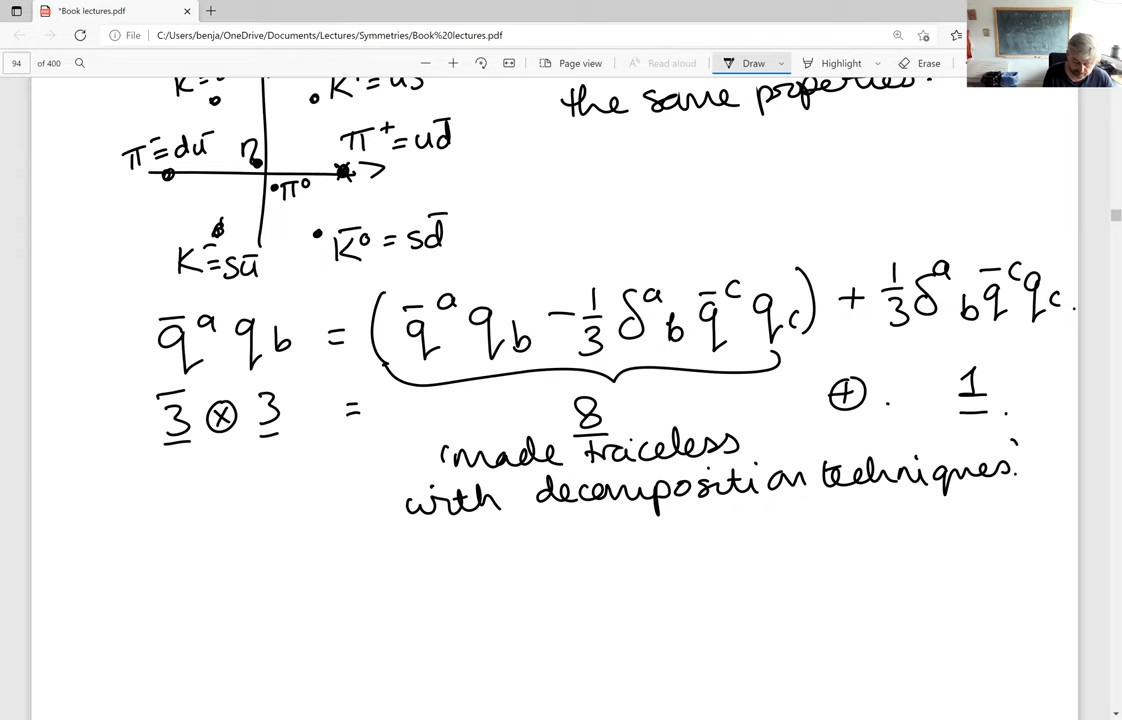 *Book lectures.pdf
File C:/Users/benja/OneDrive/Documents/Lectures/Symmetries/Book%20lectures.pdf
94 of 400 Page view Read aloud Draw Highlight Erase
the same properties.
π⁻ = dū η π⁺ = ud̄
π⁰
K⁻ = sū K̄⁰ = sd̄
q̄ᵃ q_b = ( q̄ᵃ q_b − 1/3 δᵃ_b q̄ᶜ q_c ) + 1/3 δᵃ_b q̄ᶜ q_c .
3̄ ⊗ 3 = 8 ⊕ . 1 .
'made traceless
with decomposition techniques.'